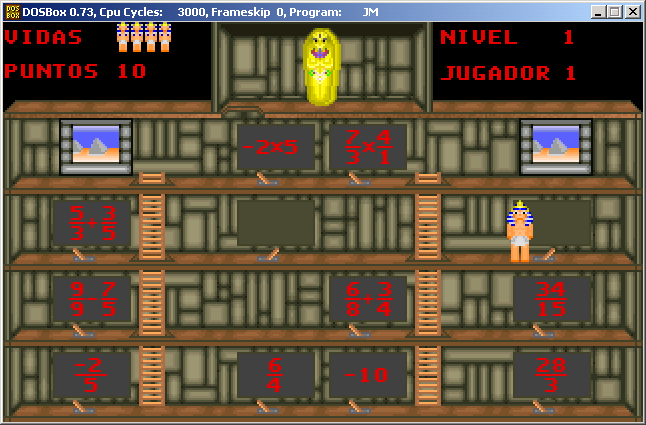 DOSBox 0.73, Cpu Cycles: 3000, Frameskip 0, Program: JM
VIDAS
NIVEL 1
PUNTOS 10
JUGADOR 1
-2×5
7/3×4/1
5/3+3/5
9/9-7/5
6/8+3/4
34/15
-2/5
6/4
-10
28/3